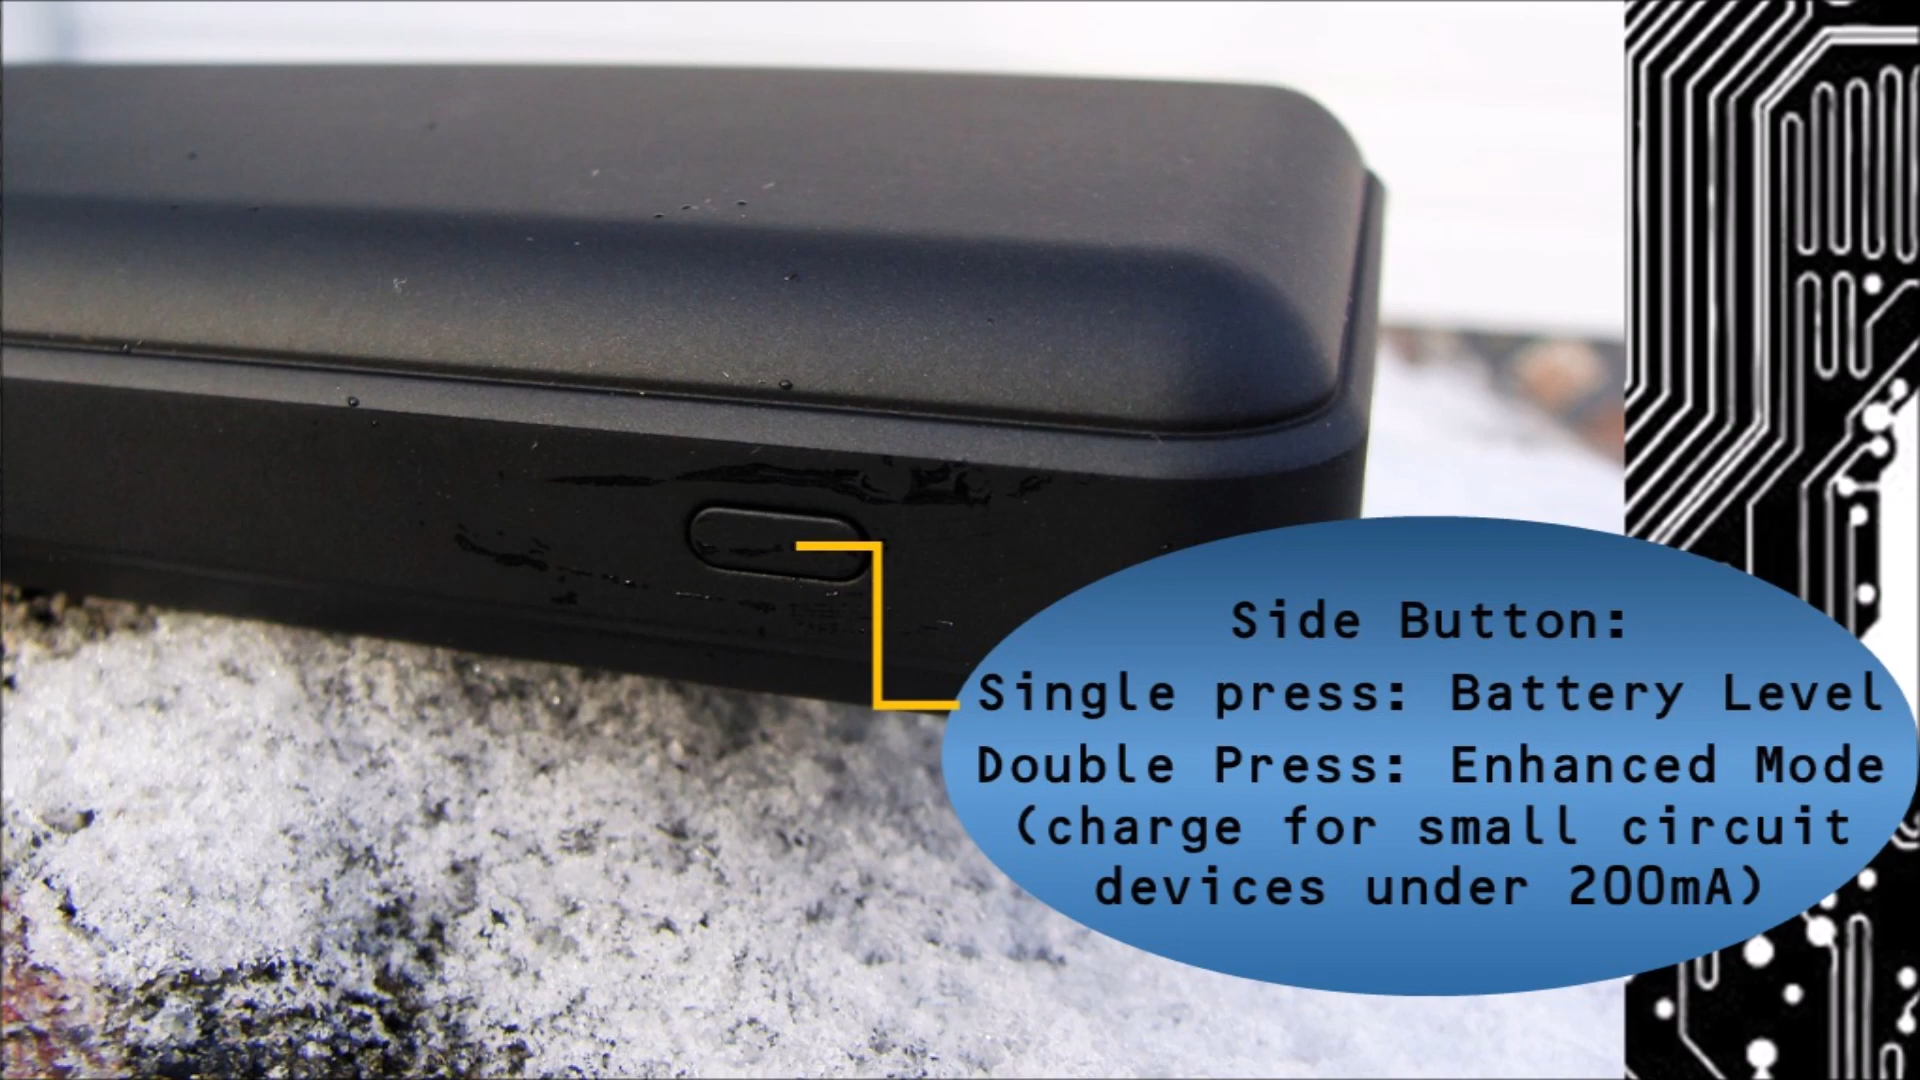 Side Button:
Single press: Battery Level
Double Press: Enhanced Mode
(charge for small circuit
devices under 200mA)